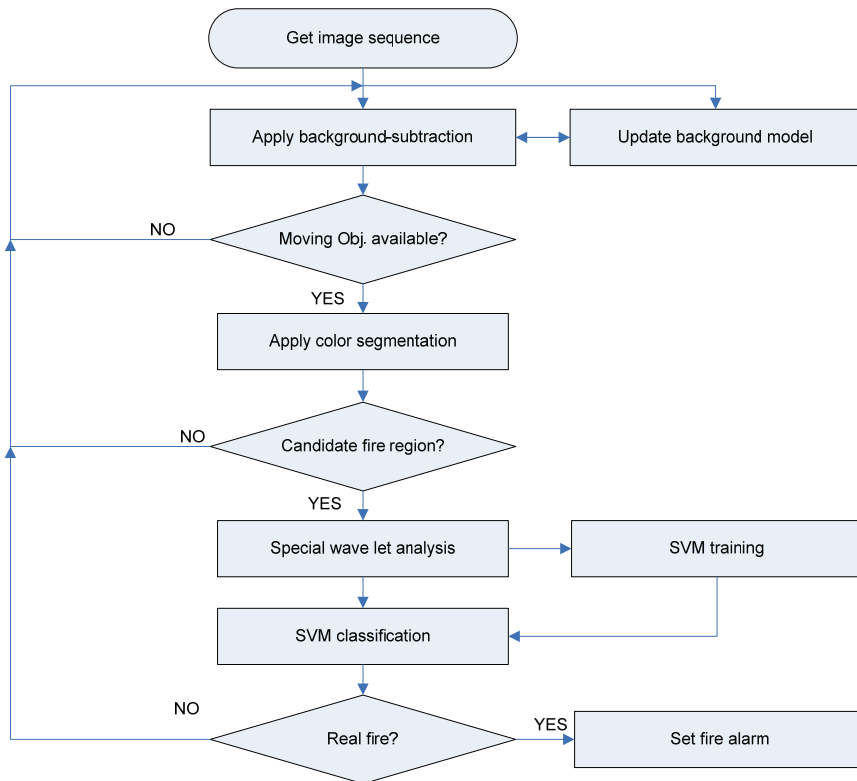 Get image sequence
Apply background-subtraction
Update background model
NO
Moving Obj. available?
YES
Apply color segmentation
NO
Candidate fire region?
YES
Special wave let analysis
SVM training
SVM classification
NO
Real fire?
YES
Set fire alarm